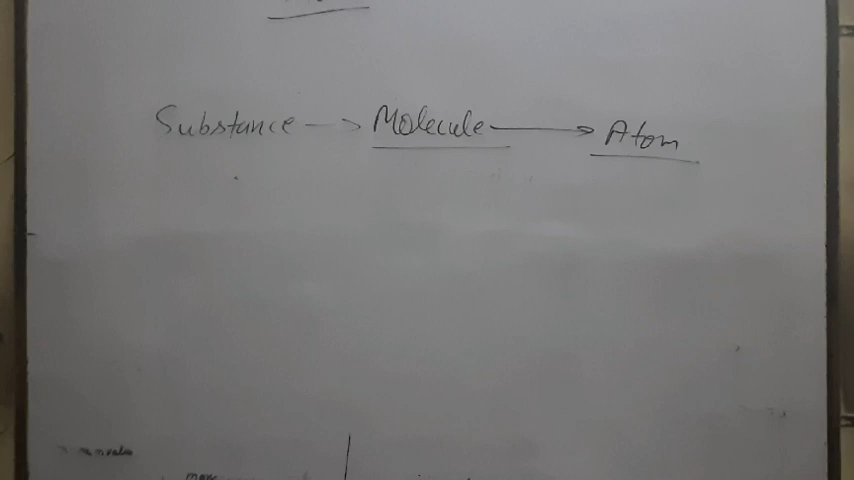 Substance → Molecule → Atom